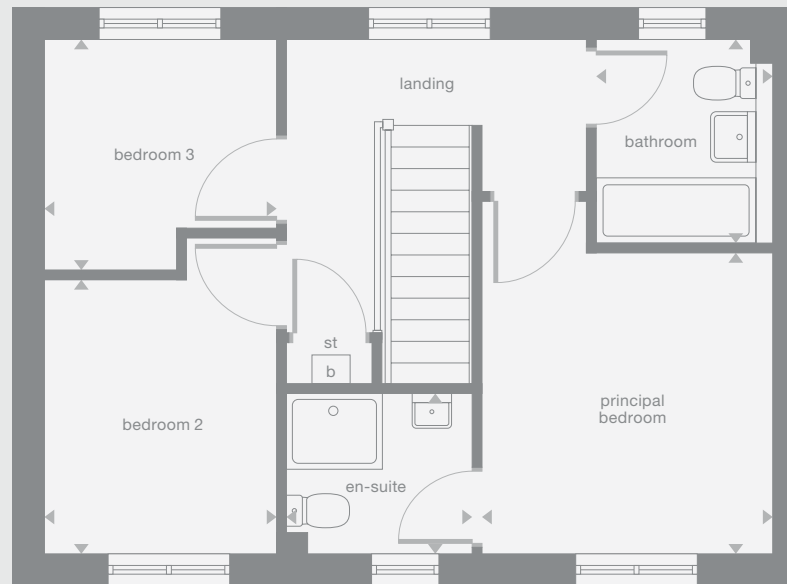 landing
bathroom
bedroom 3
st
b
principal
bedroom
bedroom 2
en-suite